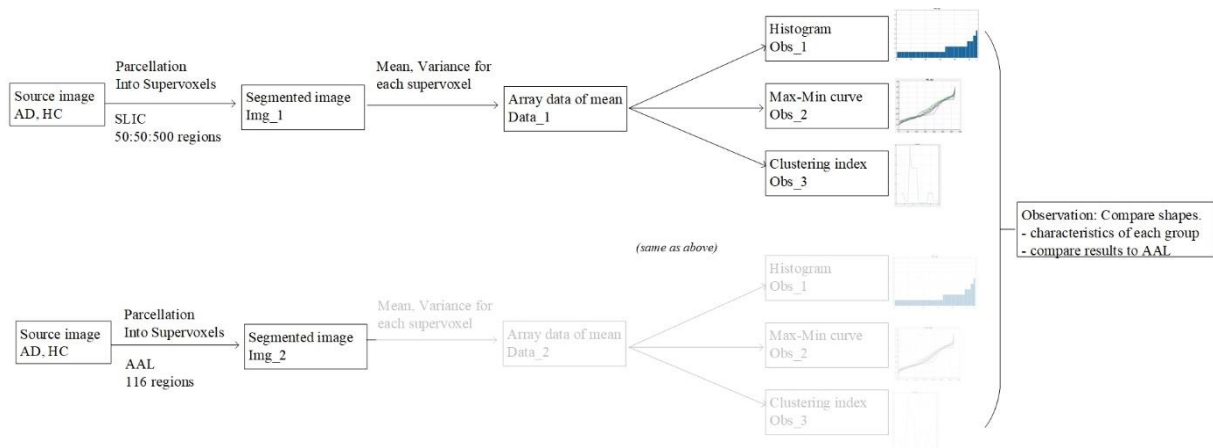 Histogram
Obs_1
Parcellation
Into Supervoxels
Mean, Variance for
each supervoxel
Source image
AD, HC
SLIC
50:50:500 regions
Segmented image
Img_1
Array data of mean
Data_1
Max-Min curve
Obs_2
Clustering index
Obs_3
Observation: Compare shapes.
- characteristics of each group
- compare results to AAL
(same as above)
Histogram
Obs_1
Parcellation
Into Supervoxels
Mean, Variance for
each supervoxel
Source image
AD, HC
AAL
116 regions
Segmented image
Img_2
Array data of mean
Data_2
Max-Min curve
Obs_2
Clustering index
Obs_3